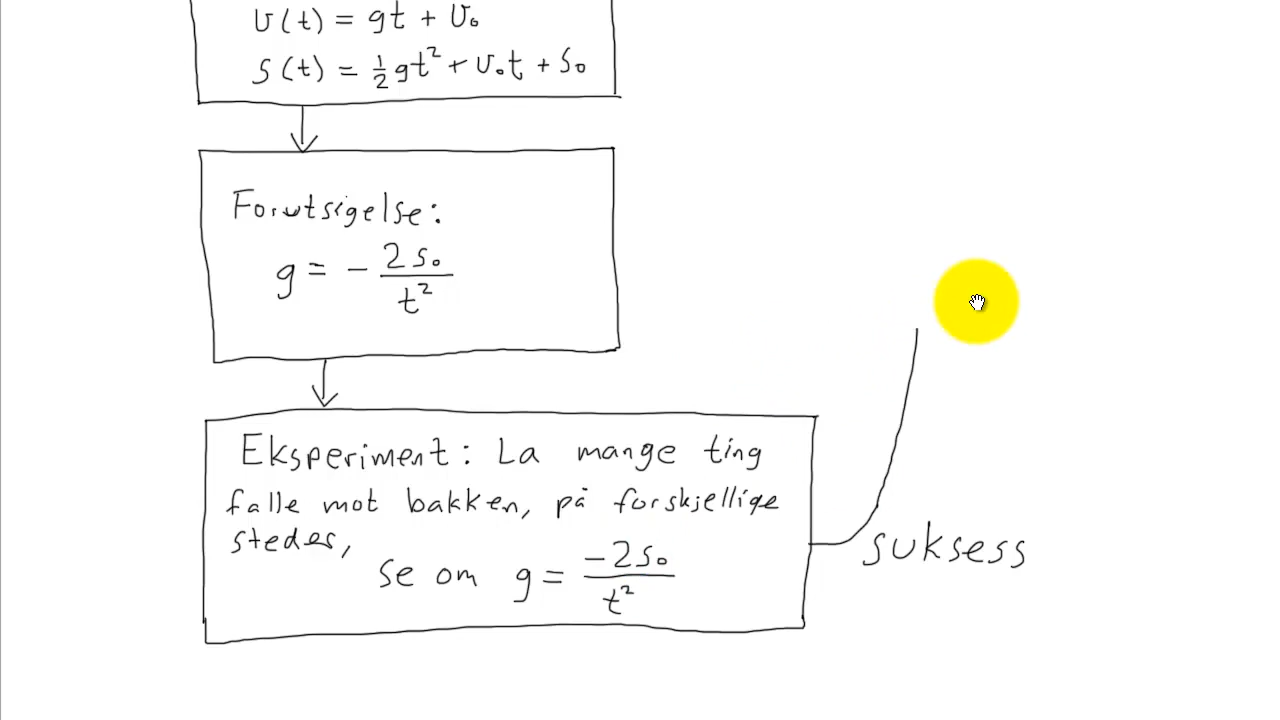 v(t) = gt + v₀
s(t) = ½gt² + v₀t + s₀
Forutsigelse:
g = - 2s₀ / t²
Eksperiment: La mange ting
falle mot bakken, på forskjellige
steder,
se om g = -2s₀ / t²
suksess